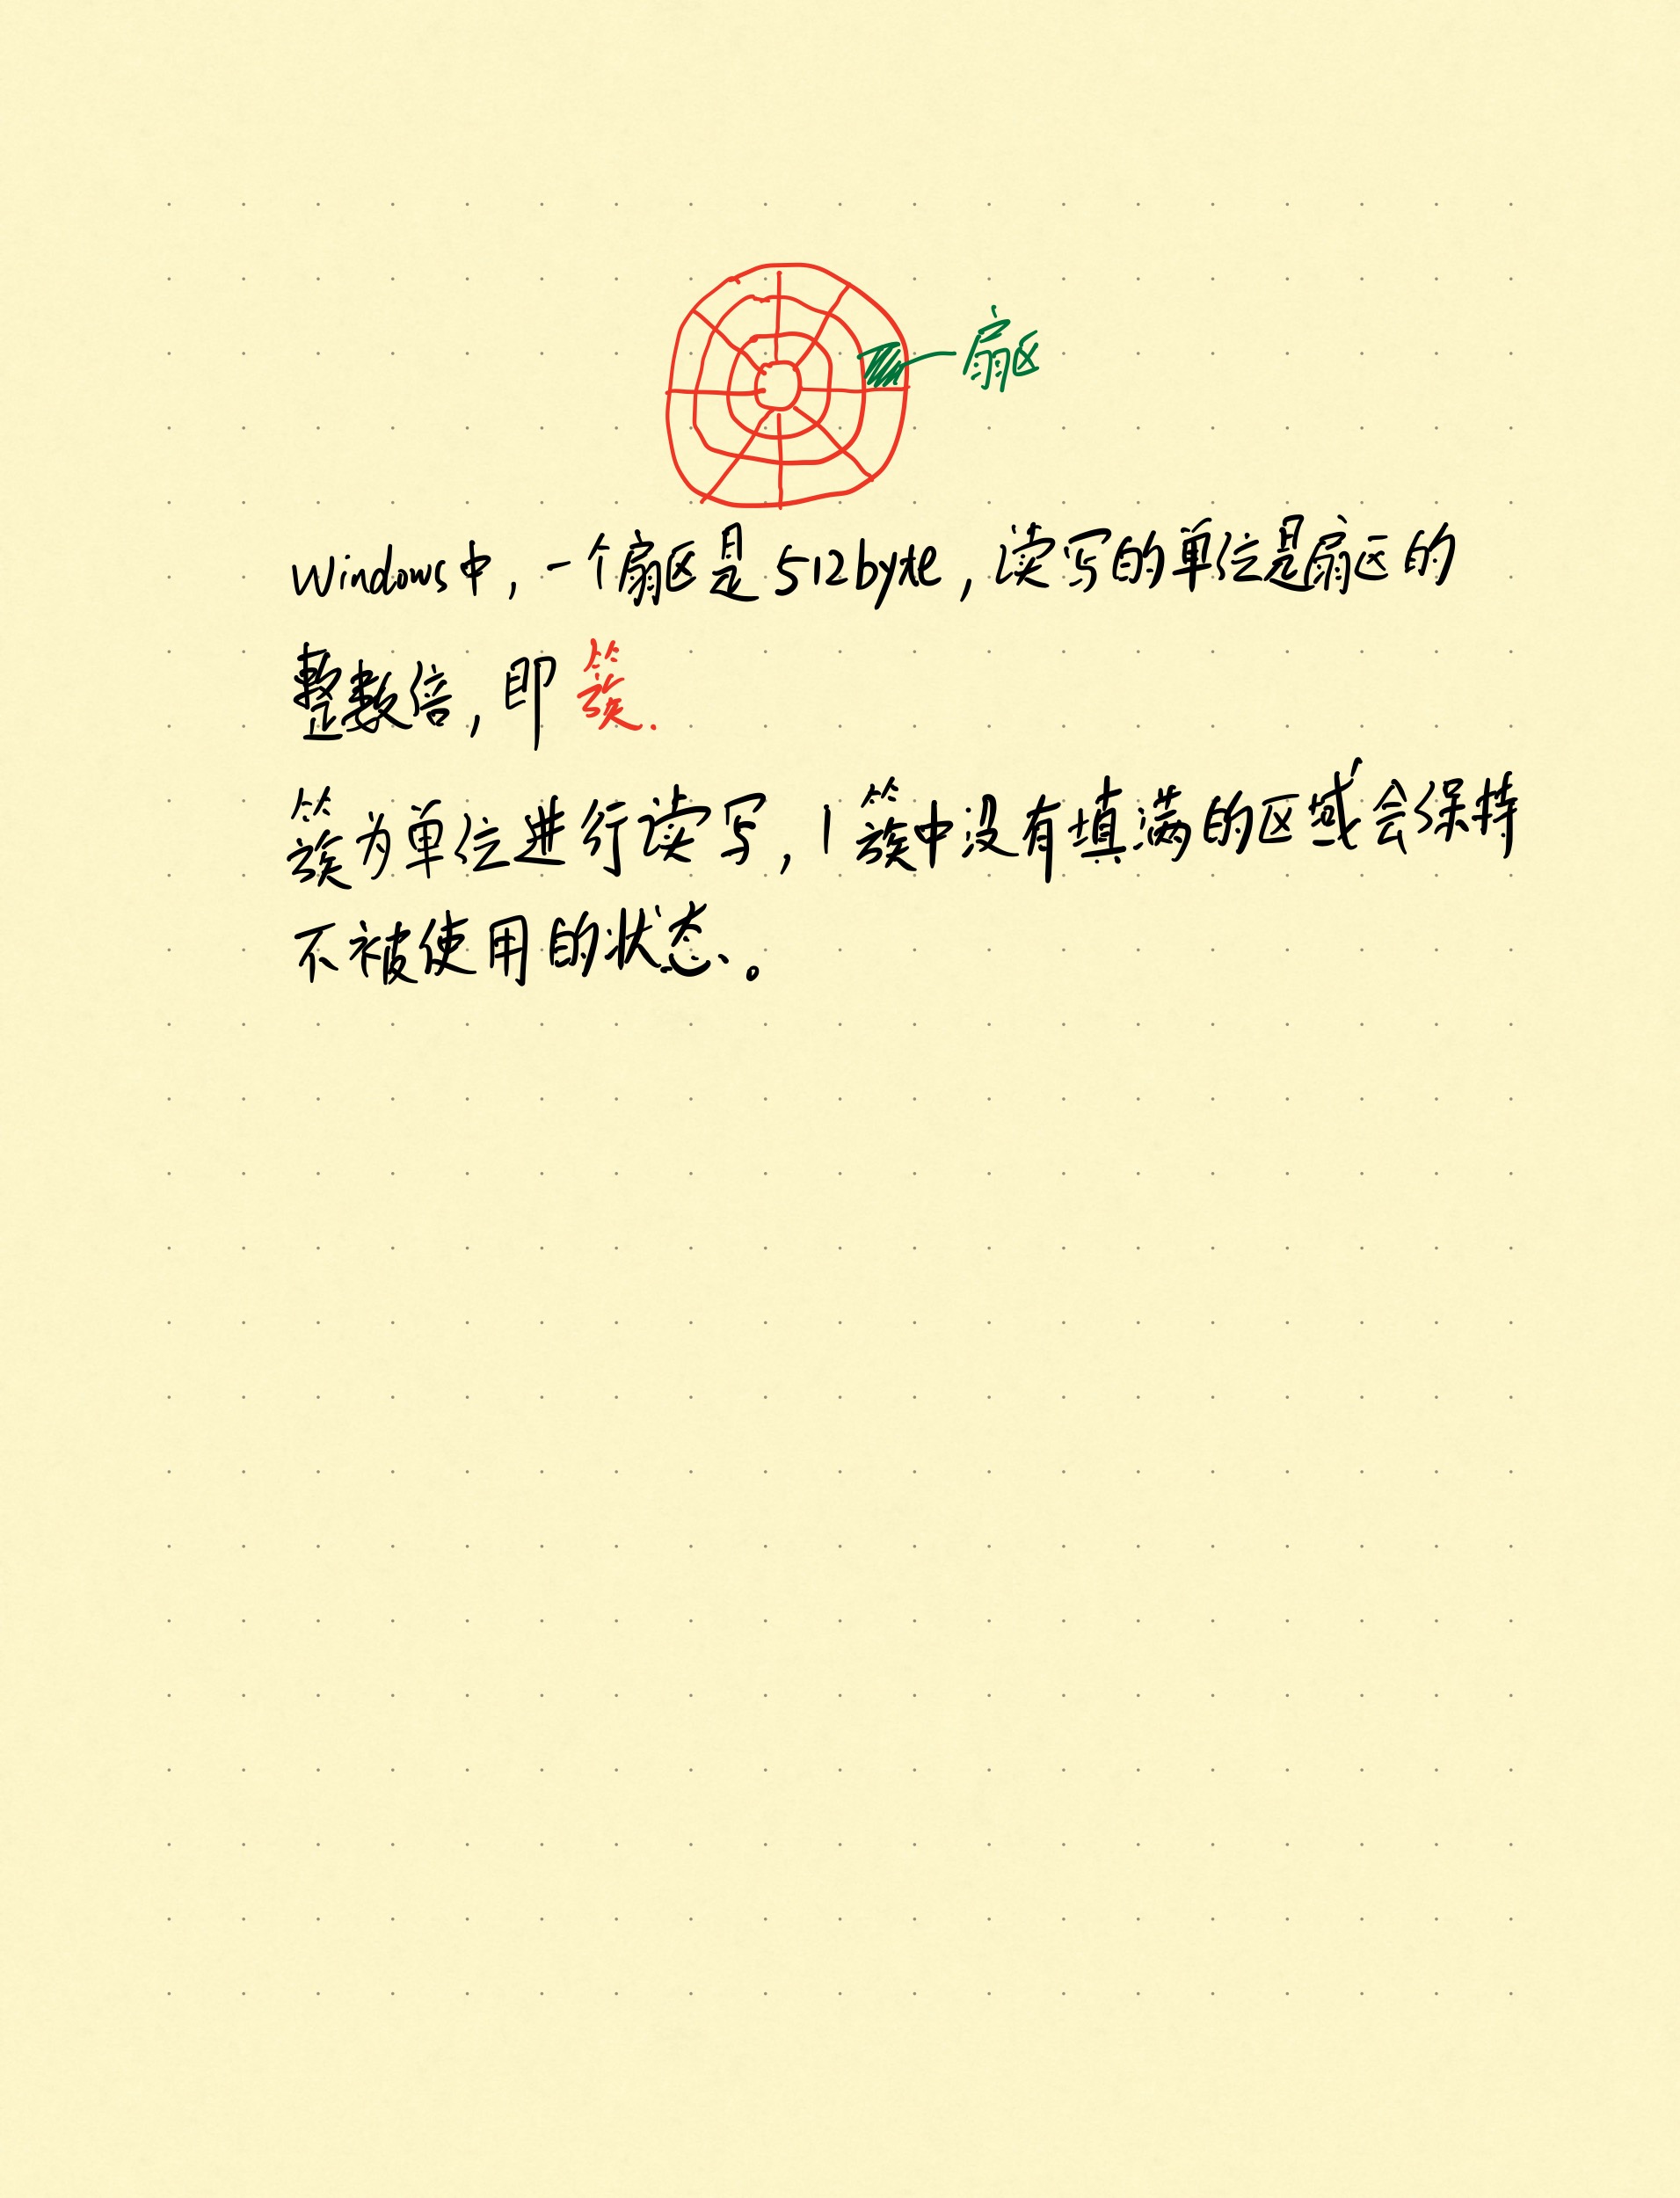 扇区
Windows中,一个扇区是512byte,读写的单位是扇区的
整数倍,即簇.
簇为单位进行读写,1簇中没有填满的区域会保持
不被使用的状态。